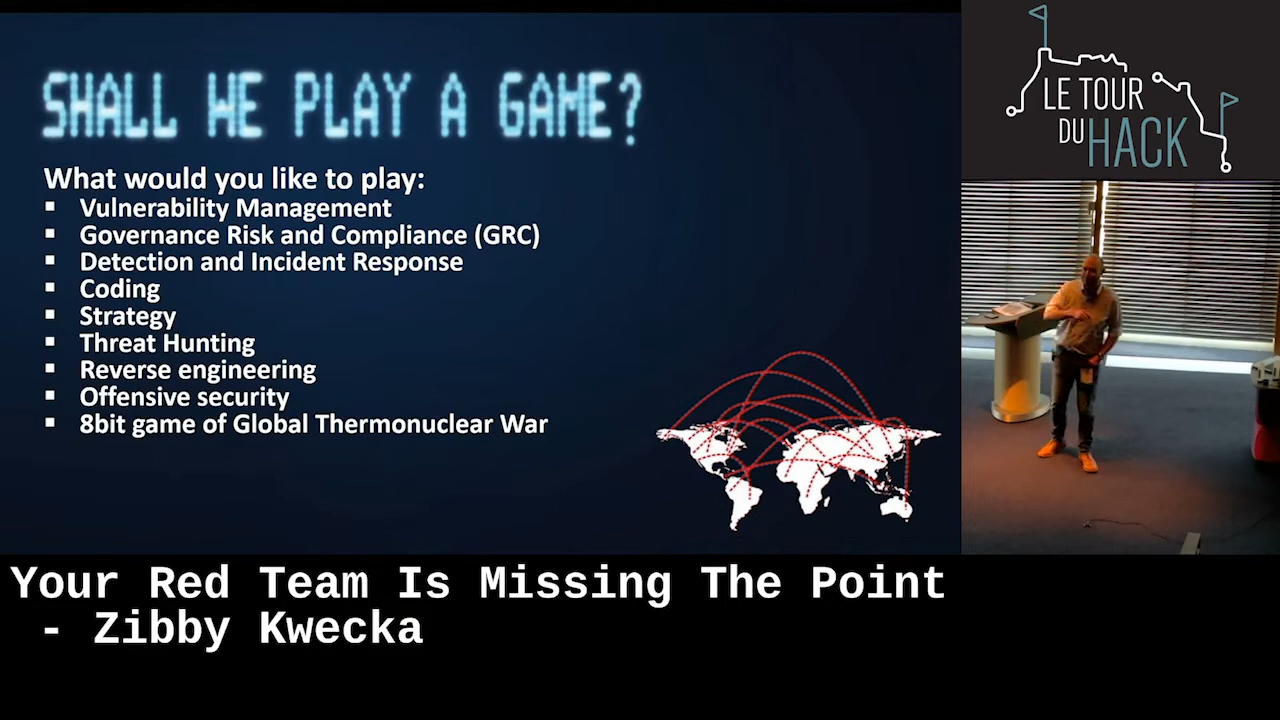 SHALL WE PLAY A GAME?
What would you like to play:
▪ Vulnerability Management
▪ Governance Risk and Compliance (GRC)
▪ Detection and Incident Response
▪ Coding
▪ Strategy
▪ Threat Hunting
▪ Reverse engineering
▪ Offensive security
▪ 8bit game of Global Thermonuclear War
LE TOUR
DU HACK
Your Red Team Is Missing The Point
- Zibby Kwecka